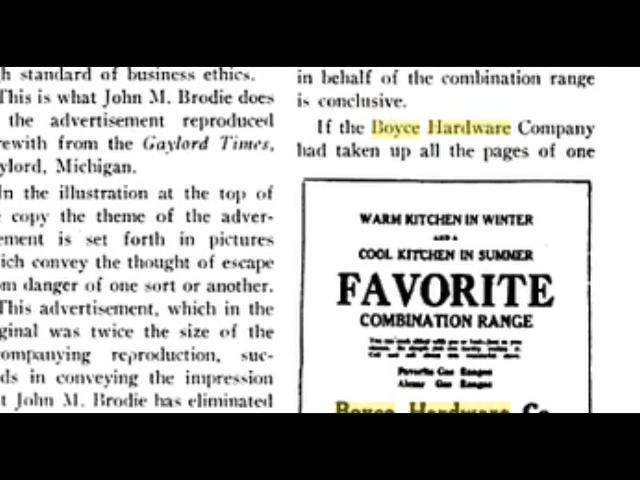 h standard of business ethics.
This is what John M. Brodie does
the advertisement reproduced
rewith from the Gaylord Times,
ylord, Michigan.
In the illustration at the top of
copy the theme of the adver-
ement is set forth in pictures
ich convey the thought of escape
om danger of one sort or another.
This advertisement, which in the
ginal was twice the size of the
ompanying reproduction, suc-
ds in conveying the impression
t John M. Brodie has eliminated
in behalf of the combination range
is conclusive.
If the Boyce Hardware Company
had taken up all the pages of one
WARM KITCHEN IN WINTER
AND A
COOL KITCHEN IN SUMMER
FAVORITE
COMBINATION RANGE
Favorite Gas Ranges
Gas Ranges
Boyce Hardware Co